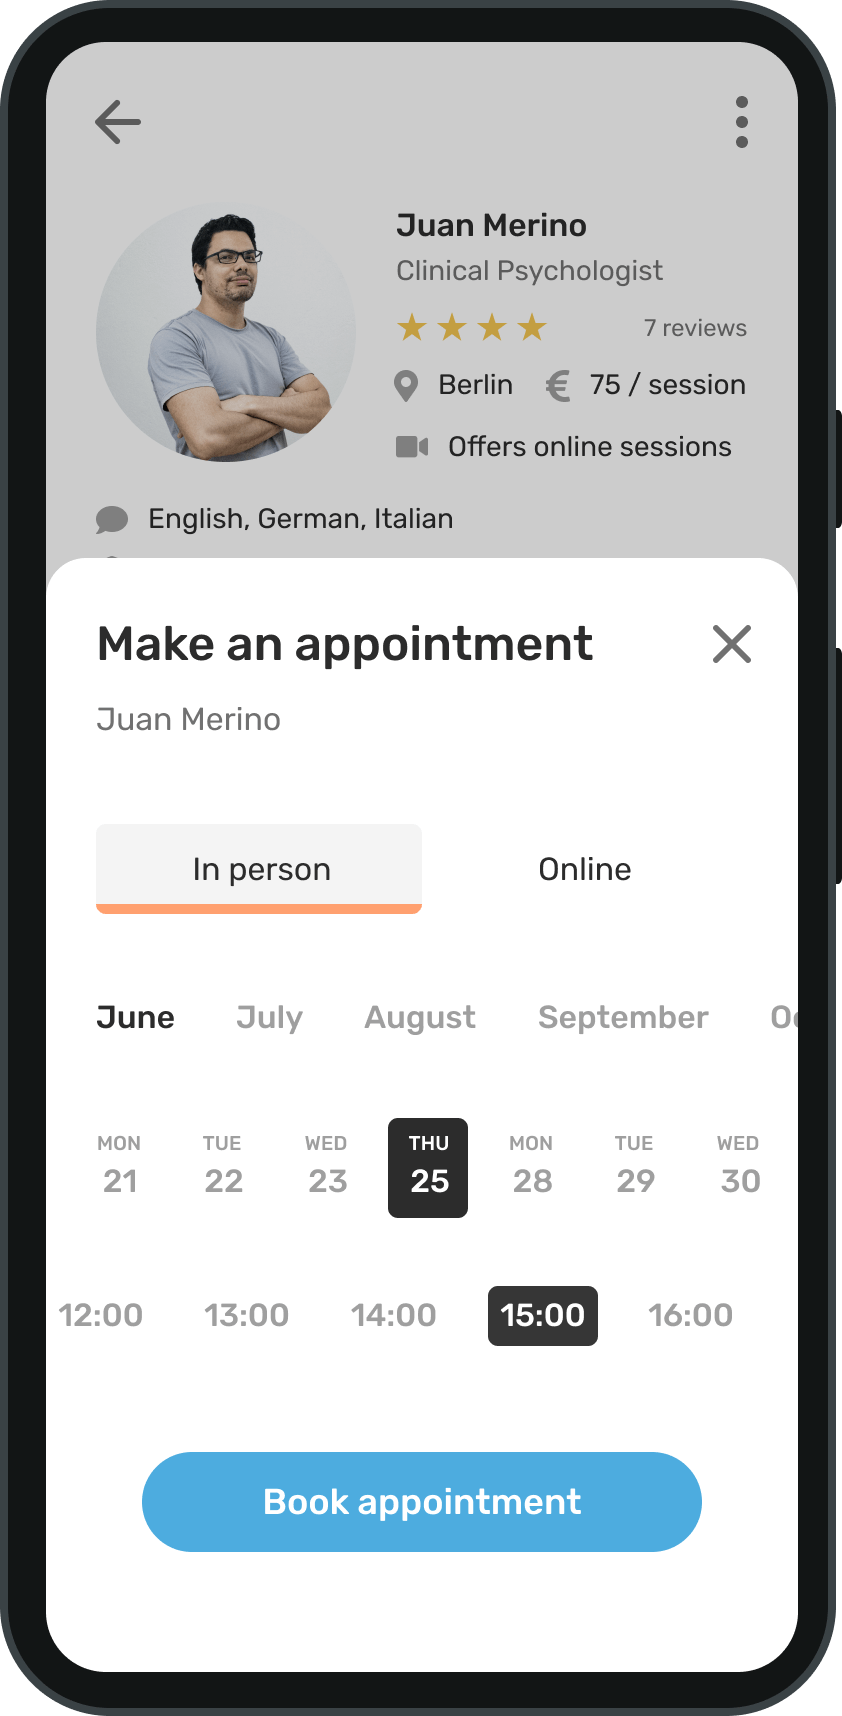 Juan Merino
Clinical Psychologist
7 reviews
Berlin € 75 / session
Offers online sessions
English, German, Italian
Make an appointment
Juan Merino
In person Online
June July August September
MON TUE WED THU MON TUE WED
21 22 23 25 28 29 30
12:00 13:00 14:00 15:00 16:00
Book appointment